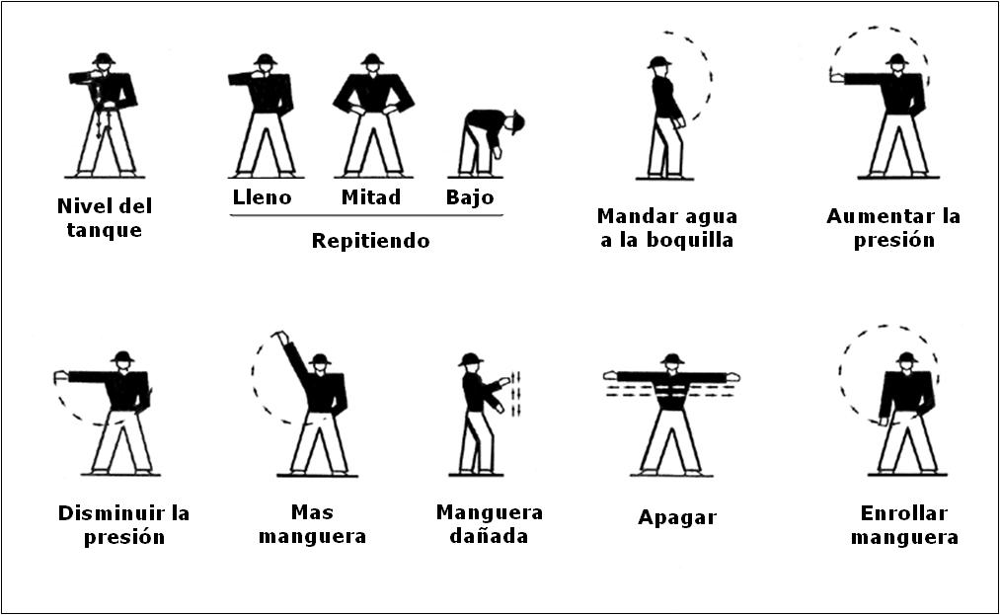 Nivel del
tanque
Lleno
Mitad
Bajo
Repitiendo
Mandar agua
a la boquilla
Aumentar la
presión
Disminuir la
presión
Mas
manguera
Manguera
dañada
Apagar
Enrollar
manguera